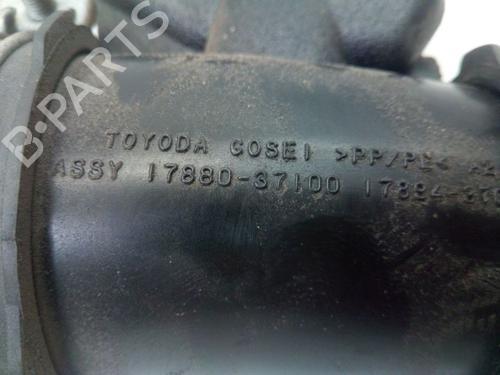 B-PARTS
TOYODA GOSEI >PP/PE<
ASSY 17880-37100